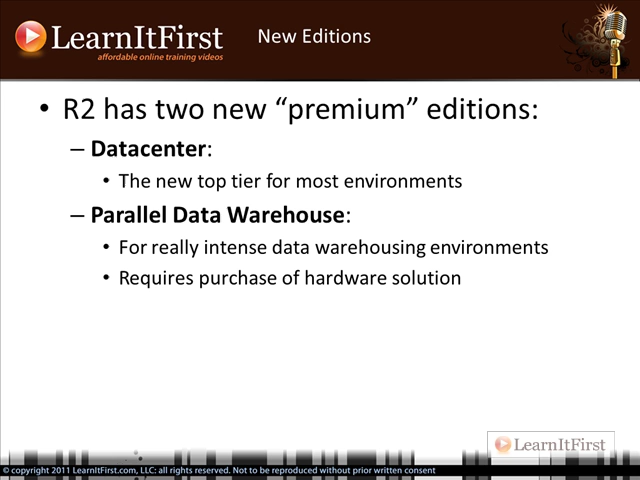 LearnItFirst
affordable online training videos
New Editions
• R2 has two new “premium” editions:
– Datacenter:
• The new top tier for most environments
– Parallel Data Warehouse:
• For really intense data warehousing environments
• Requires purchase of hardware solution
LearnItFirst
© copyright 2011 LearnItFirst.com, LLC: all rights reserved. Not to be reproduced without prior written consent